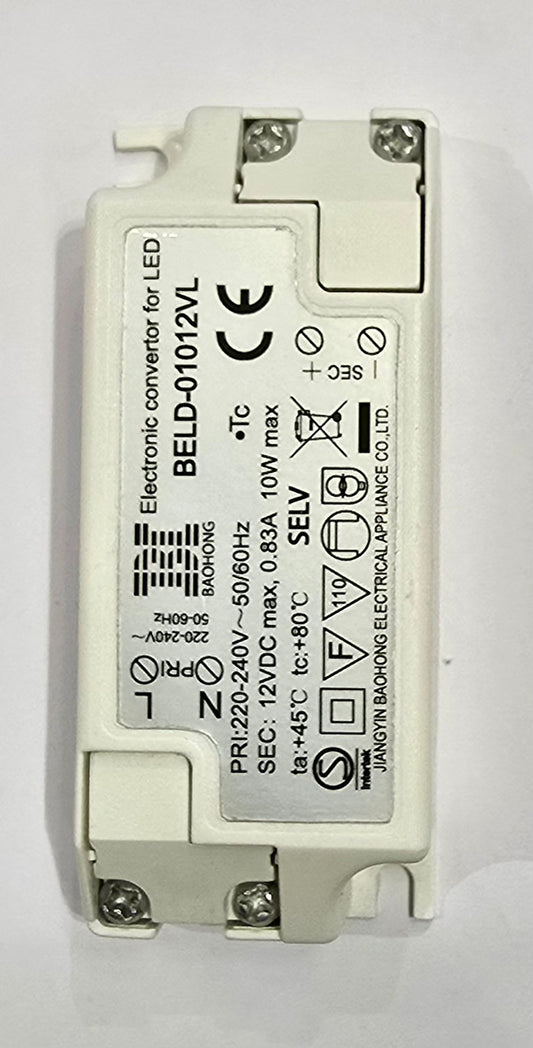 Electronic convertor for LED
BELD-01012VL
BAOHONG
CE
•Tc
220-240V~
50-60Hz
PRI
L
N
PRI:220-240V~50/60Hz
SEC: 12VDC max, 0.83A 10W max
ta:+45℃ tc:+80℃ SELV
+ SEC −
F
110
S
Intertek
JIANGYIN BAOHONG ELECTRICAL APPLIANCE CO.,LTD.